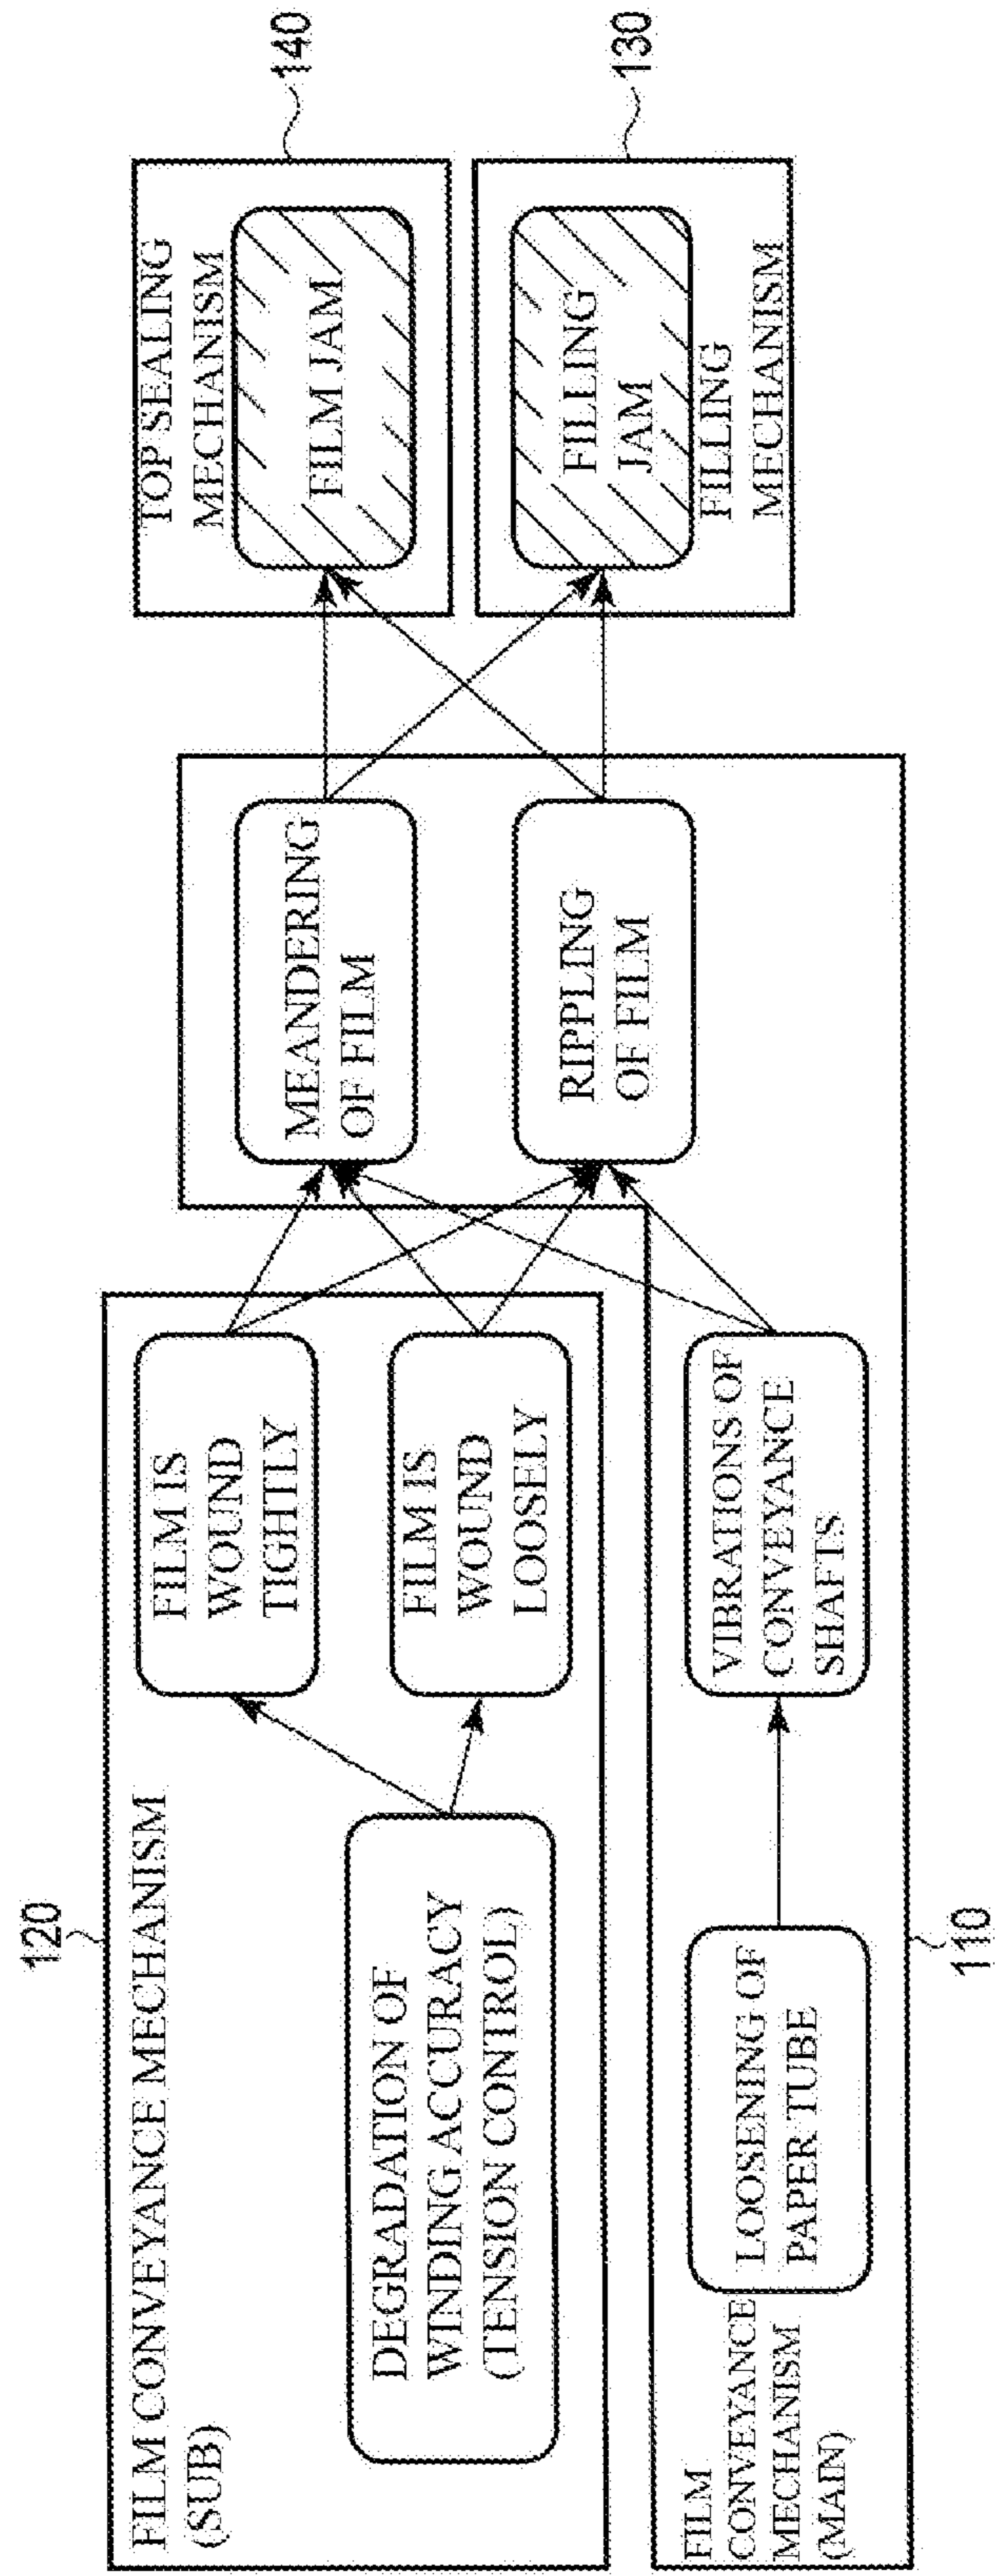 120
FILM CONVEYANCE MECHANISM
(SUB)
DEGRADATION OF
WINDING ACCURACY
(TENSION CONTROL)
FILM IS
WOUND
TIGHTLY
FILM IS
WOUND
LOOSELY
FILM
CONVEYANCE
MECHANISM
(MAIN)
LOOSENING OF
PAPER TUBE
VIBRATIONS OF
CONVEYANCE
SHAFTS
110
MEANDERING
OF FILM
RIPPLING
OF FILM
TOP SEALING
MECHANISM
FILM JAM
140
FILLING
JAM
FILLING
MECHANISM
130